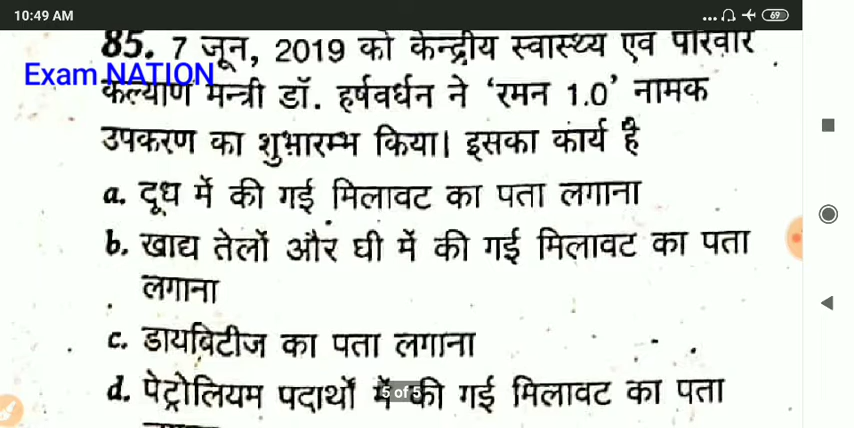 10:49 AM
69
85. 7 जून, 2019 को केन्द्रीय स्वास्थ्य एवं परिवार
Exam NATION
कल्याण मन्त्री डॉ. हर्षवर्धन ने ‘रमन 1.0’ नामक
उपकरण का शुभारम्भ किया। इसका कार्य है
a. दूध में की गई मिलावट का पता लगाना
b. खाद्य तेलों और घी में की गई मिलावट का पता
लगाना
c. डायबिटीज का पता लगाना
d. पेट्रोलियम पदार्थों में की गई मिलावट का पता
5 of 5